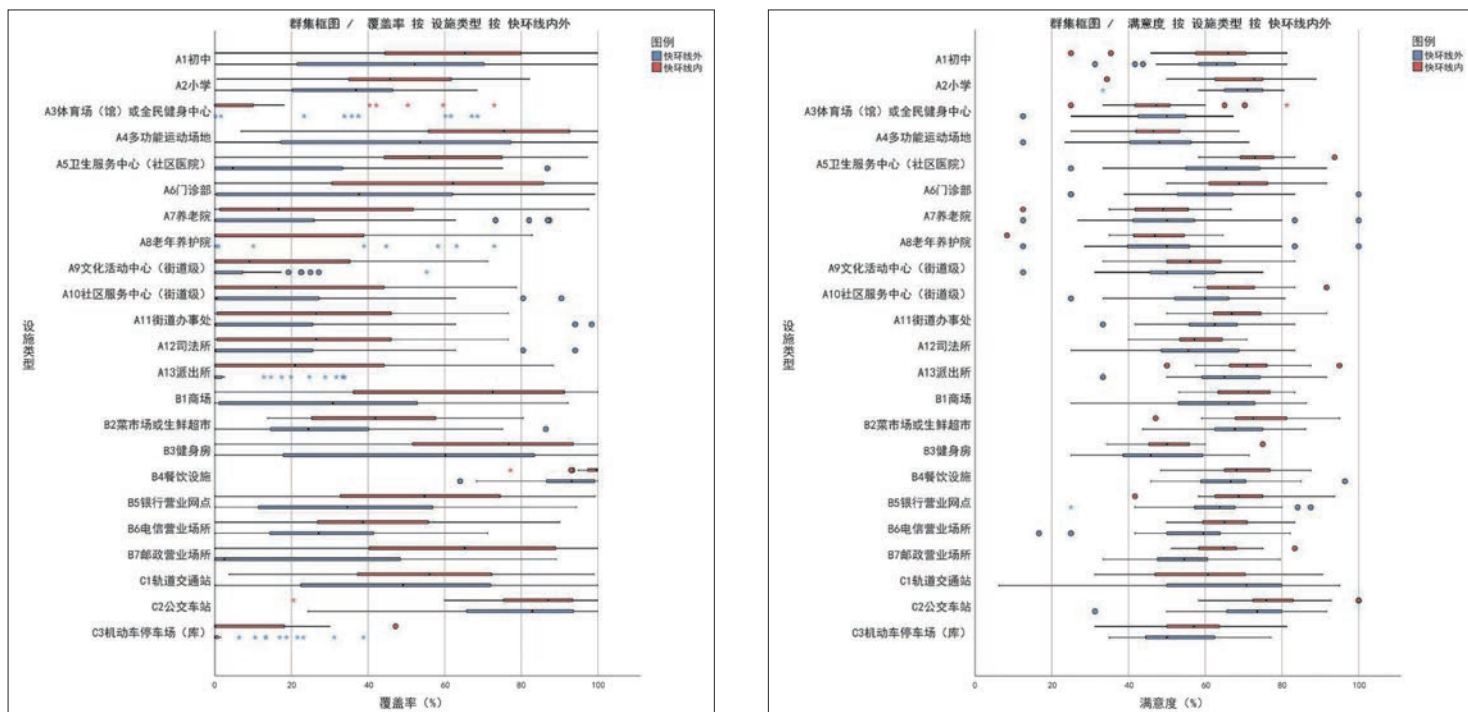 群集框图 / 覆盖率 按 设施类型 按 快环线内外
图例
快环线外
快环线内
设施类型
A1初中
A2小学
A3体育场（馆）或全民健身中心
A4多功能运动场地
A5卫生服务中心（社区医院）
A6门诊部
A7养老院
A8老年养护院
A9文化活动中心（街道级）
A10社区服务中心（街道级）
A11街道办事处
A12司法所
A13派出所
B1商场
B2菜市场或生鲜超市
B3健身房
B4餐饮设施
B5银行营业网点
B6电信营业场所
B7邮政营业场所
C1轨道交通站
C2公交车站
C3机动车停车场（库）
0 20 40 60 80 100
覆盖率（%）
群集框图 / 满意度 按 设施类型 按 快环线内外
图例
快环线外
快环线内
设施类型
A1初中
A2小学
A3体育场（馆）或全民健身中心
A4多功能运动场地
A5卫生服务中心（社区医院）
A6门诊部
A7养老院
A8老年养护院
A9文化活动中心（街道级）
A10社区服务中心（街道级）
A11街道办事处
A12司法所
A13派出所
B1商场
B2菜市场或生鲜超市
B3健身房
B4餐饮设施
B5银行营业网点
B6电信营业场所
B7邮政营业场所
C1轨道交通站
C2公交车站
C3机动车停车场（库）
0 20 40 60 80 100
满意度（%）